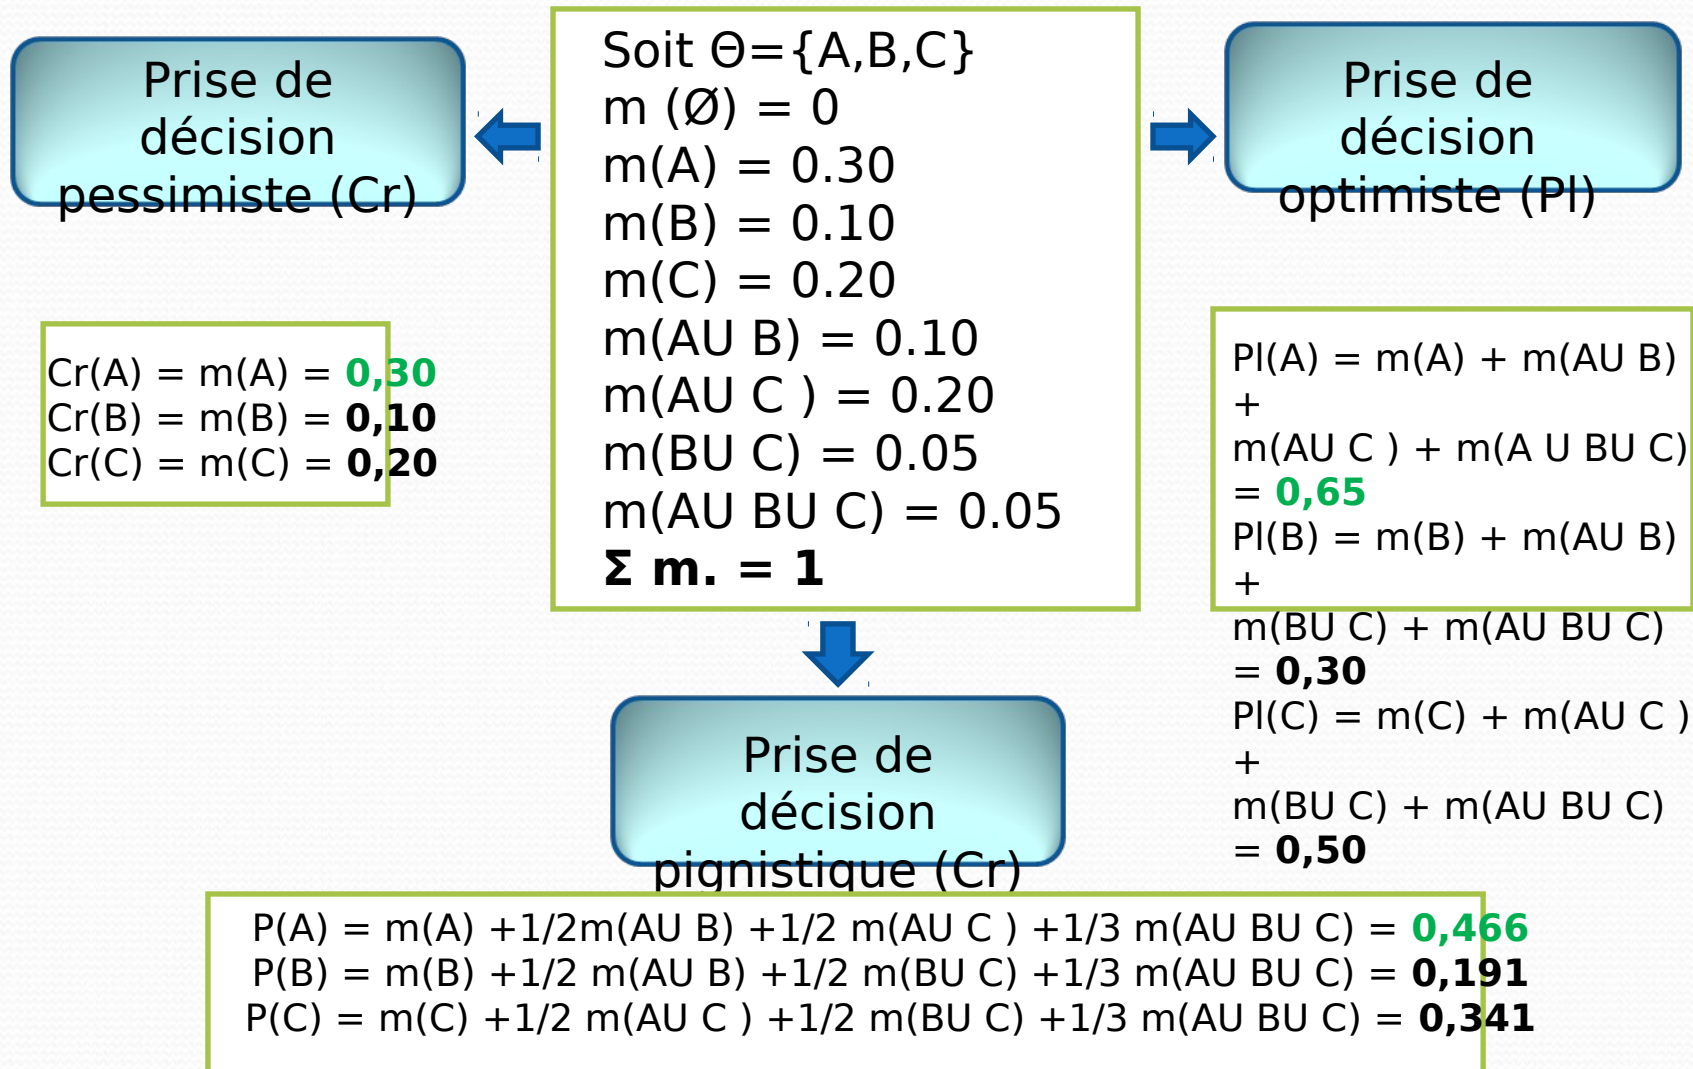 Prise de
décision
pessimiste (Cr)
Soit Θ={A,B,C}
m (Ø) = 0
m(A) = 0.30
m(B) = 0.10
m(C) = 0.20
m(AU B) = 0.10
m(AU C ) = 0.20
m(BU C) = 0.05
m(AU BU C) = 0.05
Σ m. = 1
Prise de
décision
optimiste (Pl)
Cr(A) = m(A) = 0,30
Cr(B) = m(B) = 0,10
Cr(C) = m(C) = 0,20
Pl(A) = m(A) + m(AU B)
+
m(AU C ) + m(A U BU C)
= 0,65
Pl(B) = m(B) + m(AU B)
+
m(BU C) + m(AU BU C)
= 0,30
Pl(C) = m(C) + m(AU C )
+
m(BU C) + m(AU BU C)
= 0,50
Prise de
décision
pignistique (Cr)
P(A) = m(A) +1/2m(AU B) +1/2 m(AU C ) +1/3 m(AU BU C) = 0,466
P(B) = m(B) +1/2 m(AU B) +1/2 m(BU C) +1/3 m(AU BU C) = 0,191
P(C) = m(C) +1/2 m(AU C ) +1/2 m(BU C) +1/3 m(AU BU C) = 0,341